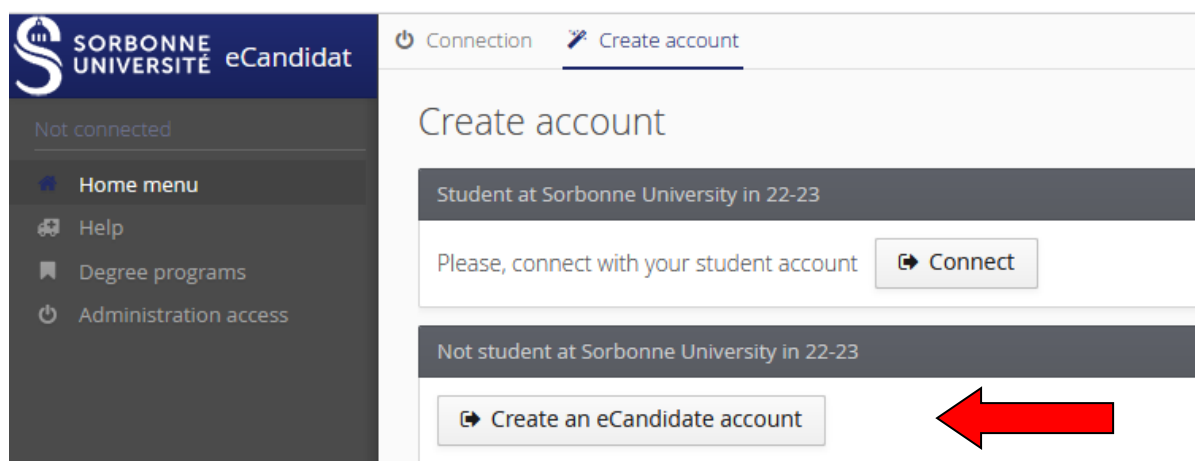 SORBONNE
UNIVERSITÉ eCandidat
Connection Create account
Not connected
Home menu
Help
Degree programs
Administration access
Create account
Student at Sorbonne University in 22-23
Please, connect with your student account Connect
Not student at Sorbonne University in 22-23
Create an eCandidate account